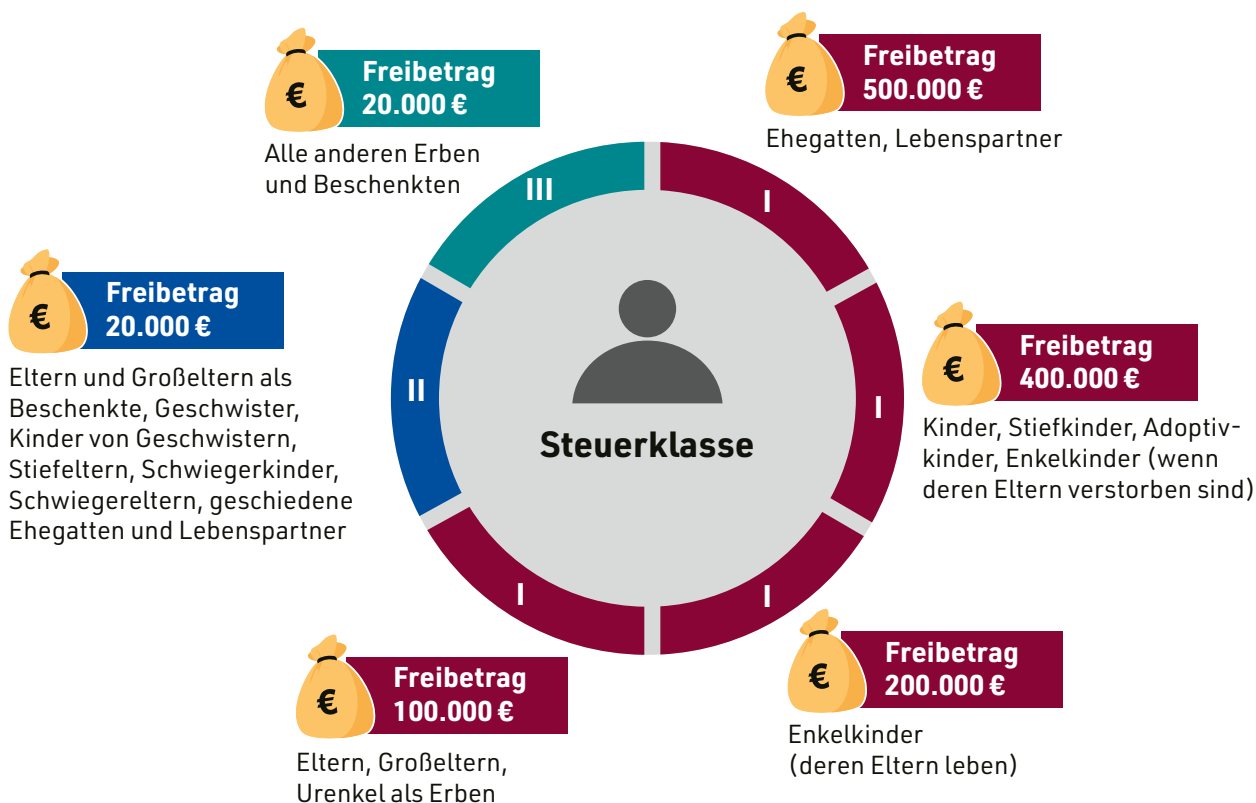 €
Freibetrag
20.000 €
Alle anderen Erben
und Beschenkten
III
€
Freibetrag
500.000 €
Ehegatten, Lebenspartner
I
€
Freibetrag
20.000 €
Eltern und Großeltern als
Beschenkte, Geschwister,
Kinder von Geschwistern,
Stiefeltern, Schwiegerkinder,
Schwiegereltern, geschiedene
Ehegatten und Lebenspartner
II
Steuerklasse
€
Freibetrag
400.000 €
Kinder, Stiefkinder, Adoptiv-
kinder, Enkelkinder (wenn
deren Eltern verstorben sind)
I
€
Freibetrag
100.000 €
Eltern, Großeltern,
Urenkel als Erben
I
€
Freibetrag
200.000 €
Enkelkinder
(deren Eltern leben)
I